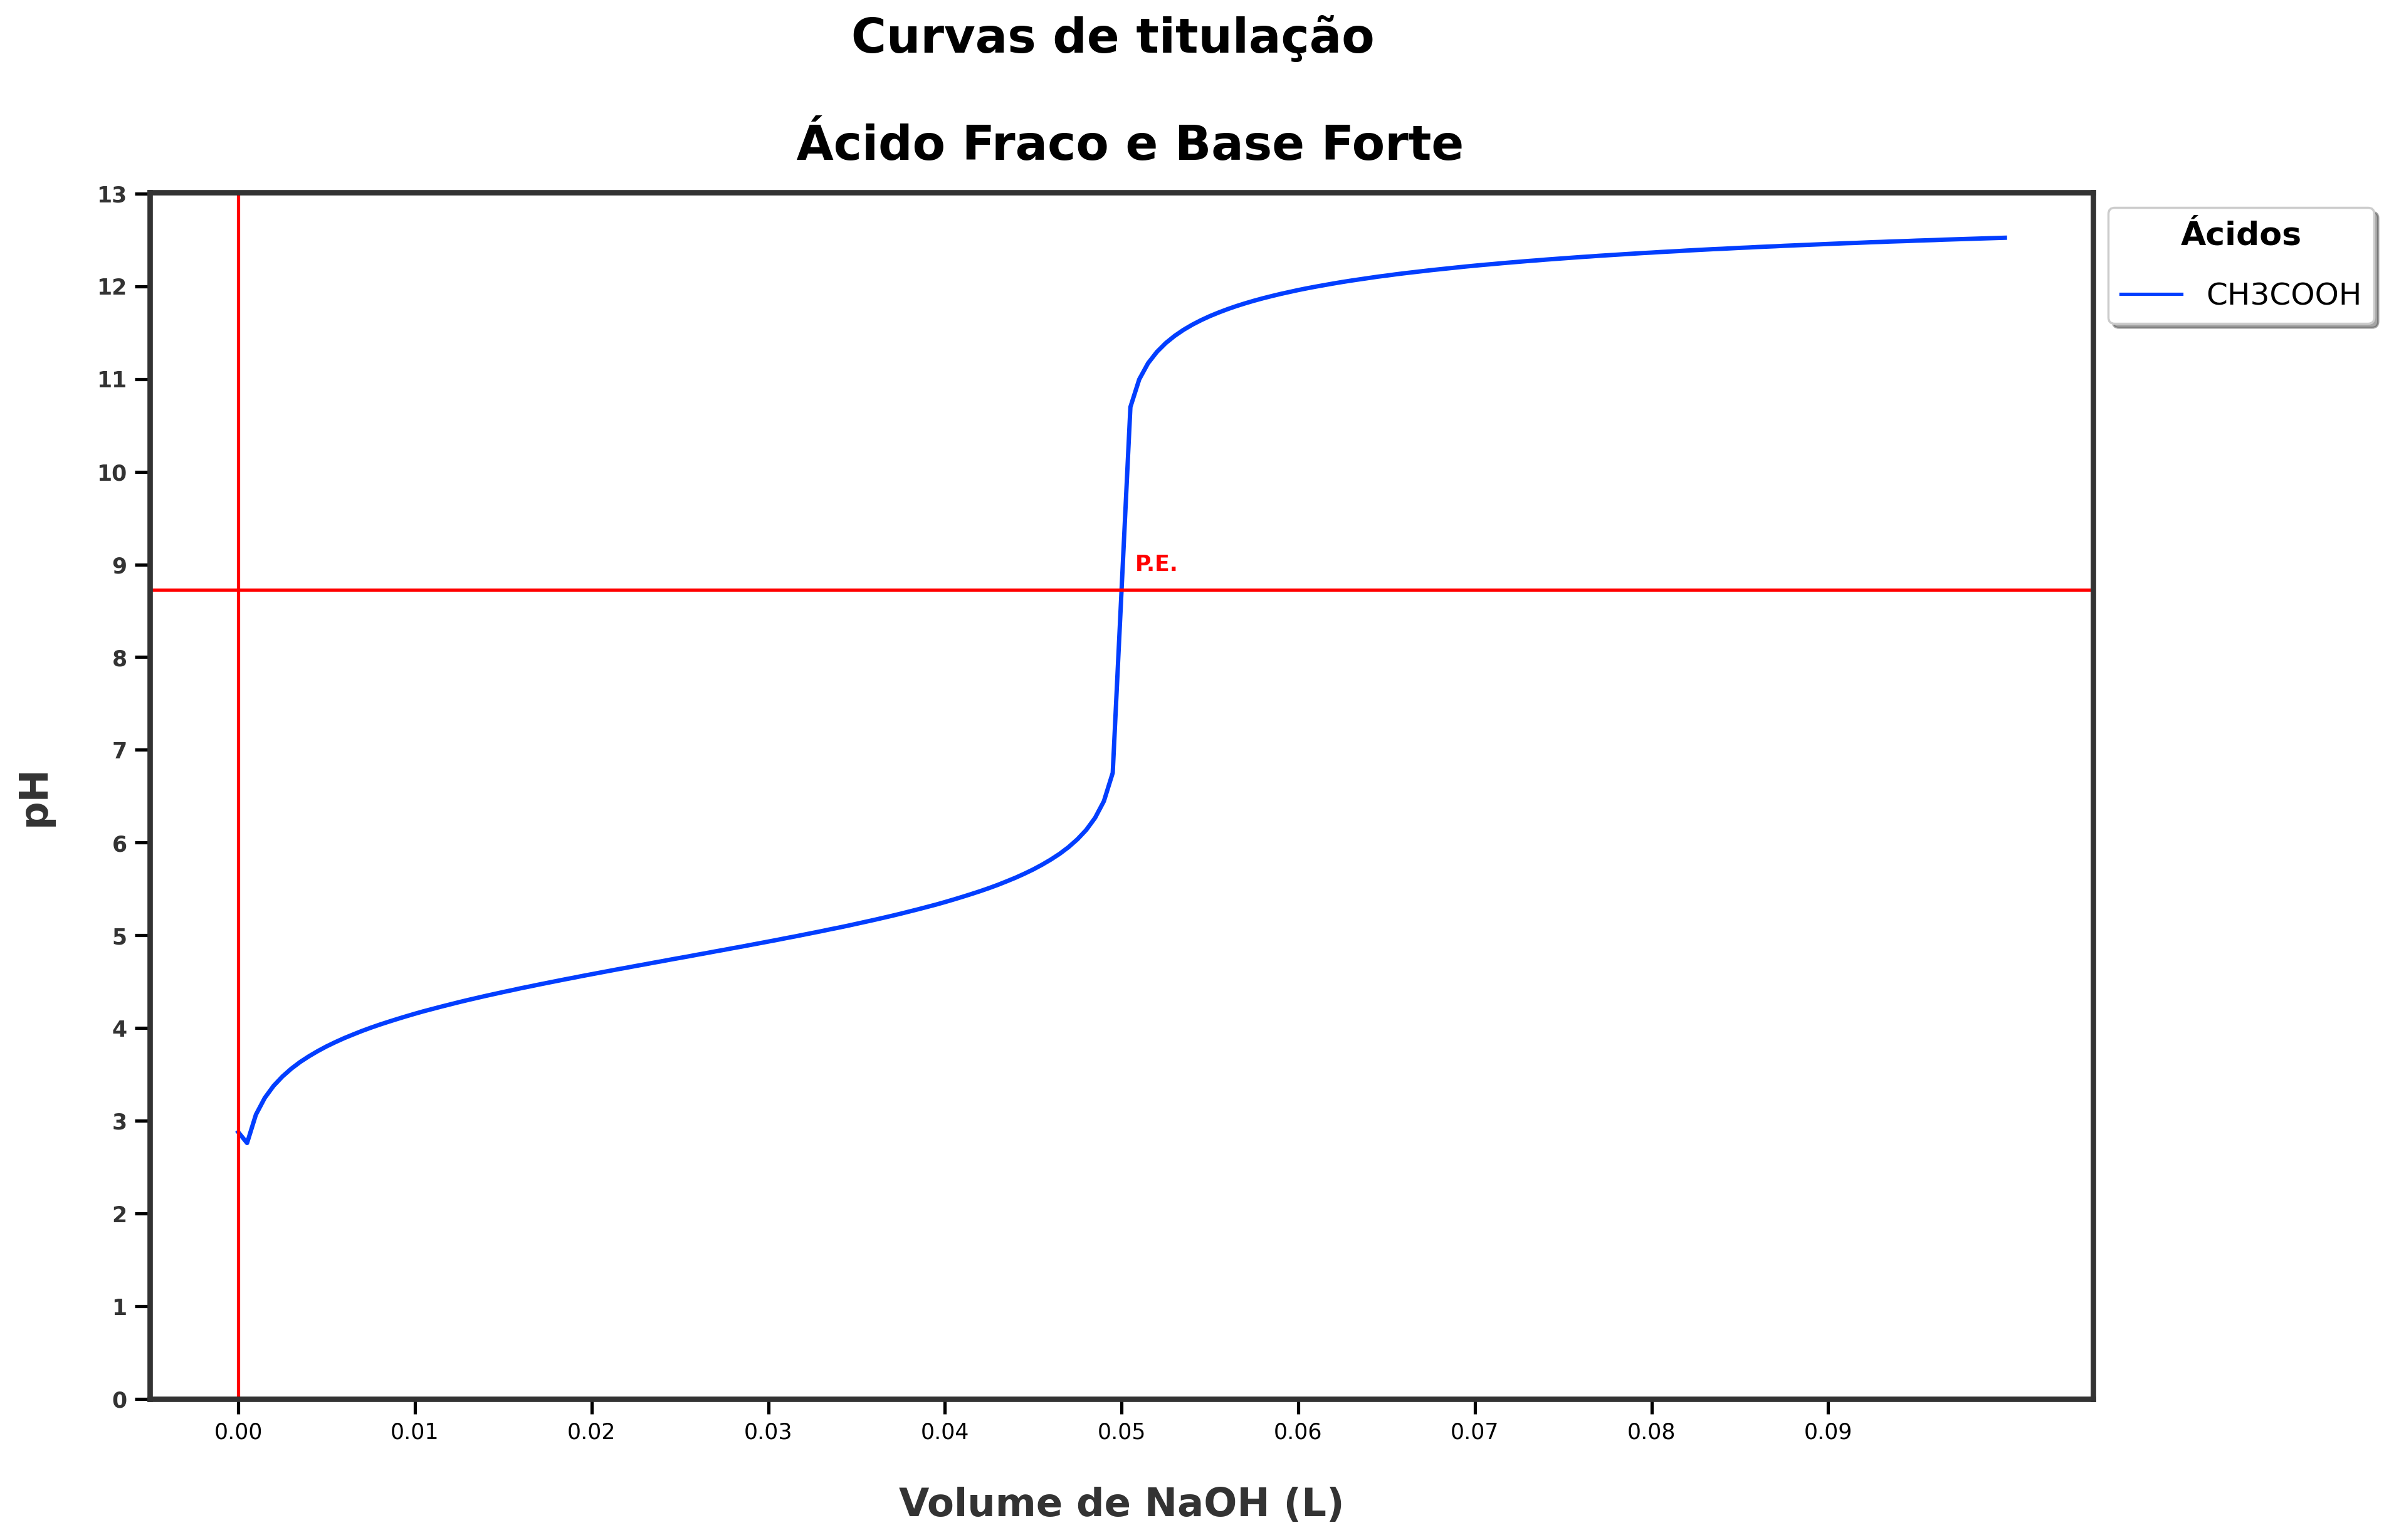 Curvas de titulação
Ácido Fraco e Base Forte
13
12
11
10
9
8
7
6
5
4
3
2
1
0
pH
P.E.
0.00 0.01 0.02 0.03 0.04 0.05 0.06 0.07 0.08 0.09
Volume de NaOH (L)
Ácidos
CH3COOH